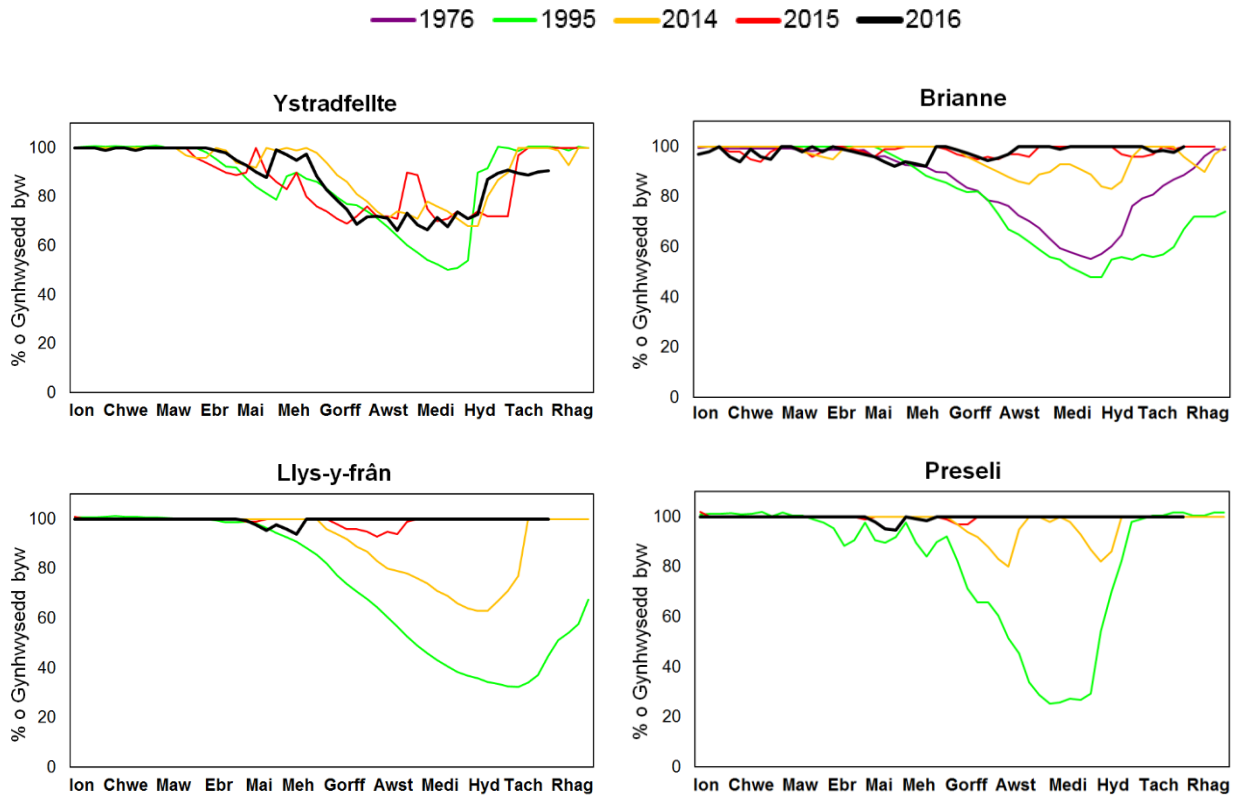 1976 1995 2014 2015 2016
Ystradfellte
% o Gynhwysedd byw
100
80
60
40
20
0
Ion Chwe Maw Ebr Mai Meh Gorff Awst Medi Hyd Tach Rhag
Brianne
% o Gynhwysedd byw
100
80
60
40
20
0
Ion Chwe Maw Ebr Mai Meh Gorff Awst Medi Hyd Tach Rhag
Llys-y-frân
% o Gynhwysedd byw
100
80
60
40
20
0
Ion Chwe Maw Ebr Mai Meh Gorff Awst Medi Hyd Tach Rhag
Preseli
% o Gynhwysedd byw
100
80
60
40
20
0
Ion Chwe Maw Ebr Mai Meh Gorff Awst Medi Hyd Tach Rhag